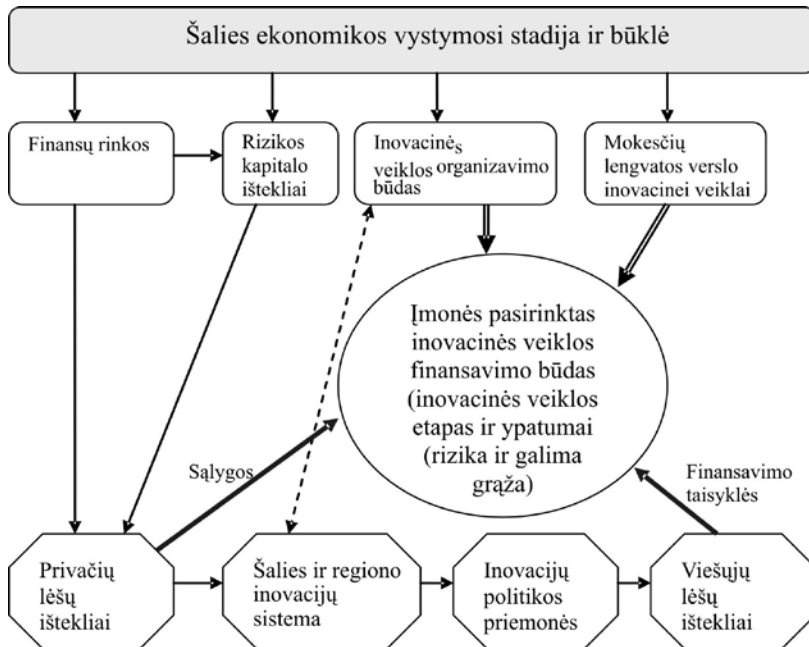 Šalies ekonomikos vystymosi stadija ir būklė
Finansų rinkos
Rizikos
kapitalo
ištekliai
Inovacinės
veiklos organizavimo
būdas
Mokesčių
lengvatos verslo
inovacinei veiklai
Įmonės pasirinktas
inovacinės veiklos
finansavimo būdas
(inovacinės veiklos
etapas ir ypatumai
(rizika ir galima
grąža)
Sąlygos
Finansavimo
taisyklės
Privačių
lėšų
ištekliai
Šalies ir regiono
inovacijų
sistema
Inovacijų
politikos
priemonės
Viešųjų
lėšų
ištekliai